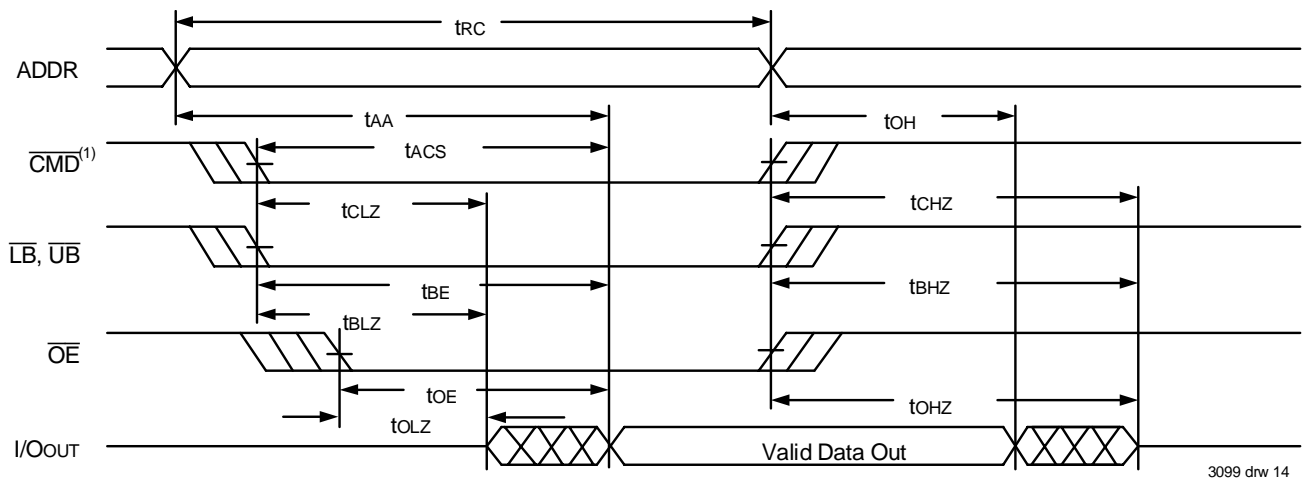 tRC
ADDR
tAA
tOH
CMD(1)
tACS
tCLZ
tCHZ
LB, UB
tBE
tBHZ
tBLZ
OE
tOE
tOHZ
tOLZ
I/OOUT
Valid Data Out
3099 drw 14